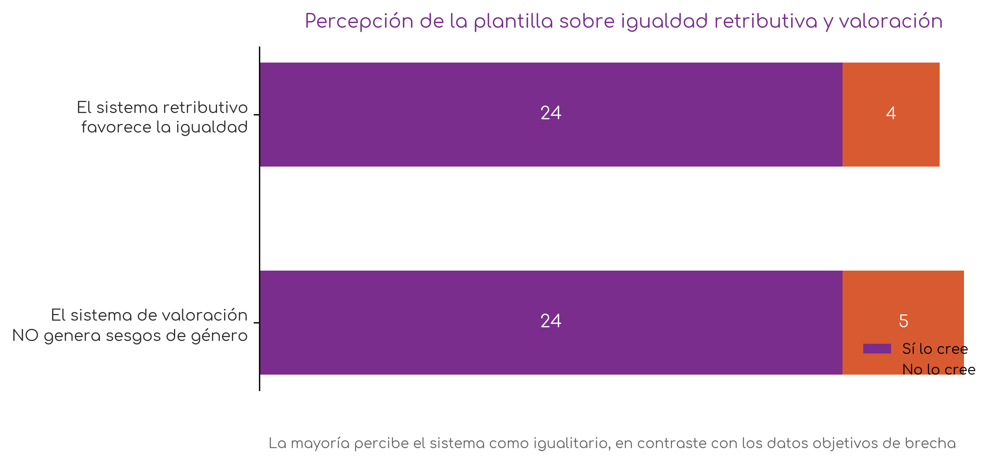 Percepción de la plantilla sobre igualdad retributiva y valoración
El sistema retributivo
favorece la igualdad
24
4
El sistema de valoración
NO genera sesgos de género
24
5
Sí lo cree
No lo cree
La mayoría percibe el sistema como igualitario, en contraste con los datos objetivos de brecha